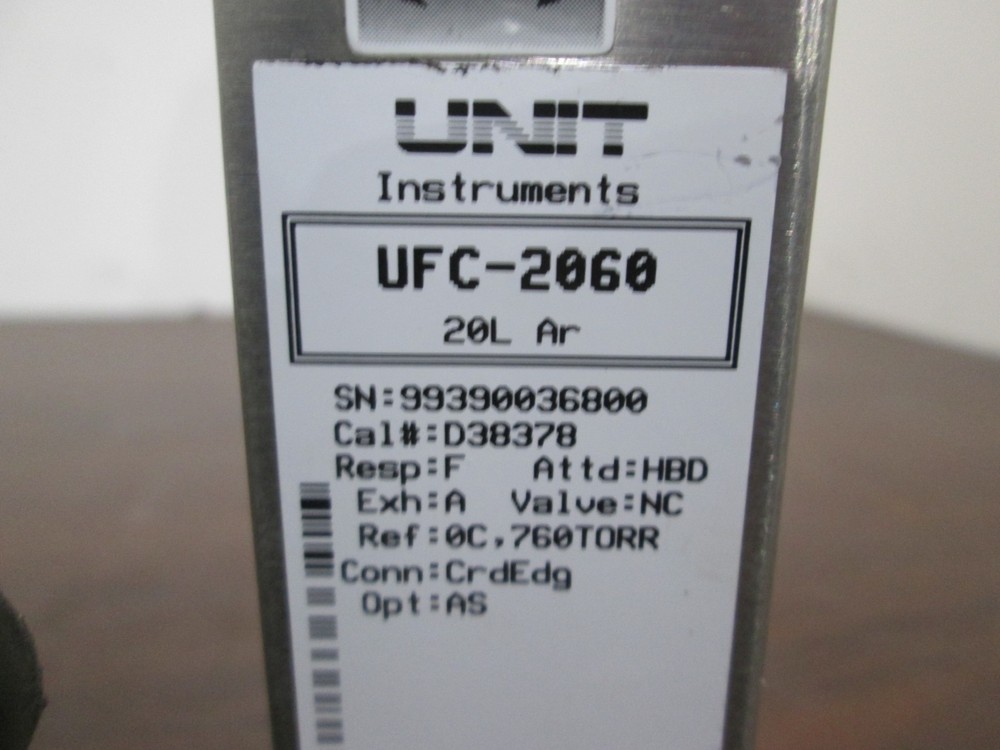 UNIT
Instruments
UFC-2060
20L Ar
SN:99390036800
Cal#:D38378
Resp:F Attd:HBD
Exh:A Valve:NC
Ref:0C,760TORR
Conn:CrdEdg
Opt:AS